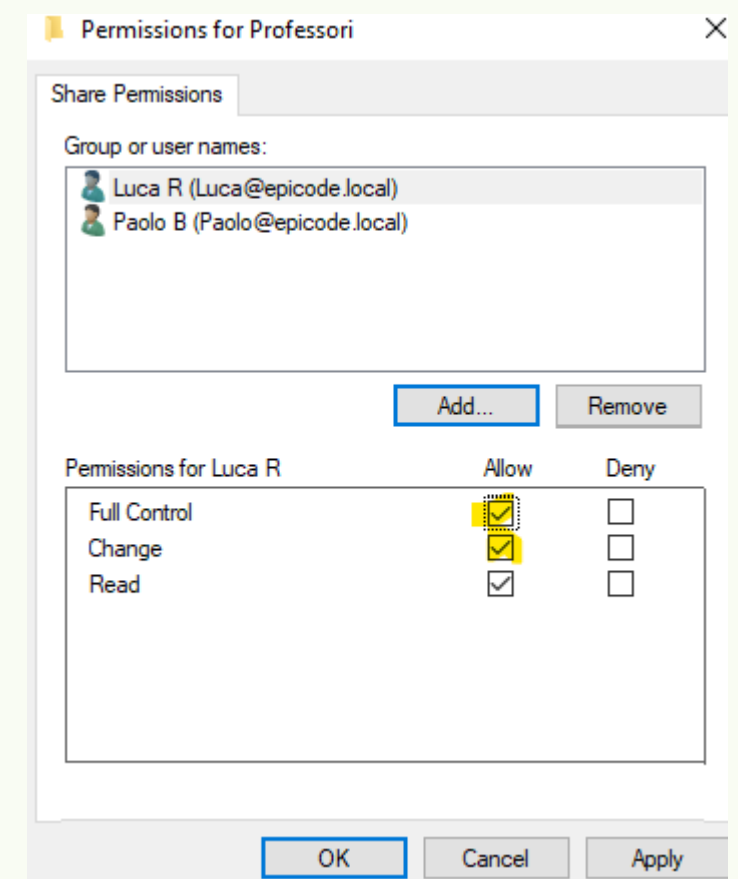 Permissions for Professori
Share Permissions
Group or user names:
Luca R (Luca@epicode.local)
Paolo B (Paolo@epicode.local)
Add... Remove
Permissions for Luca R Allow Deny
Full Control
Change
Read
OK Cancel Apply